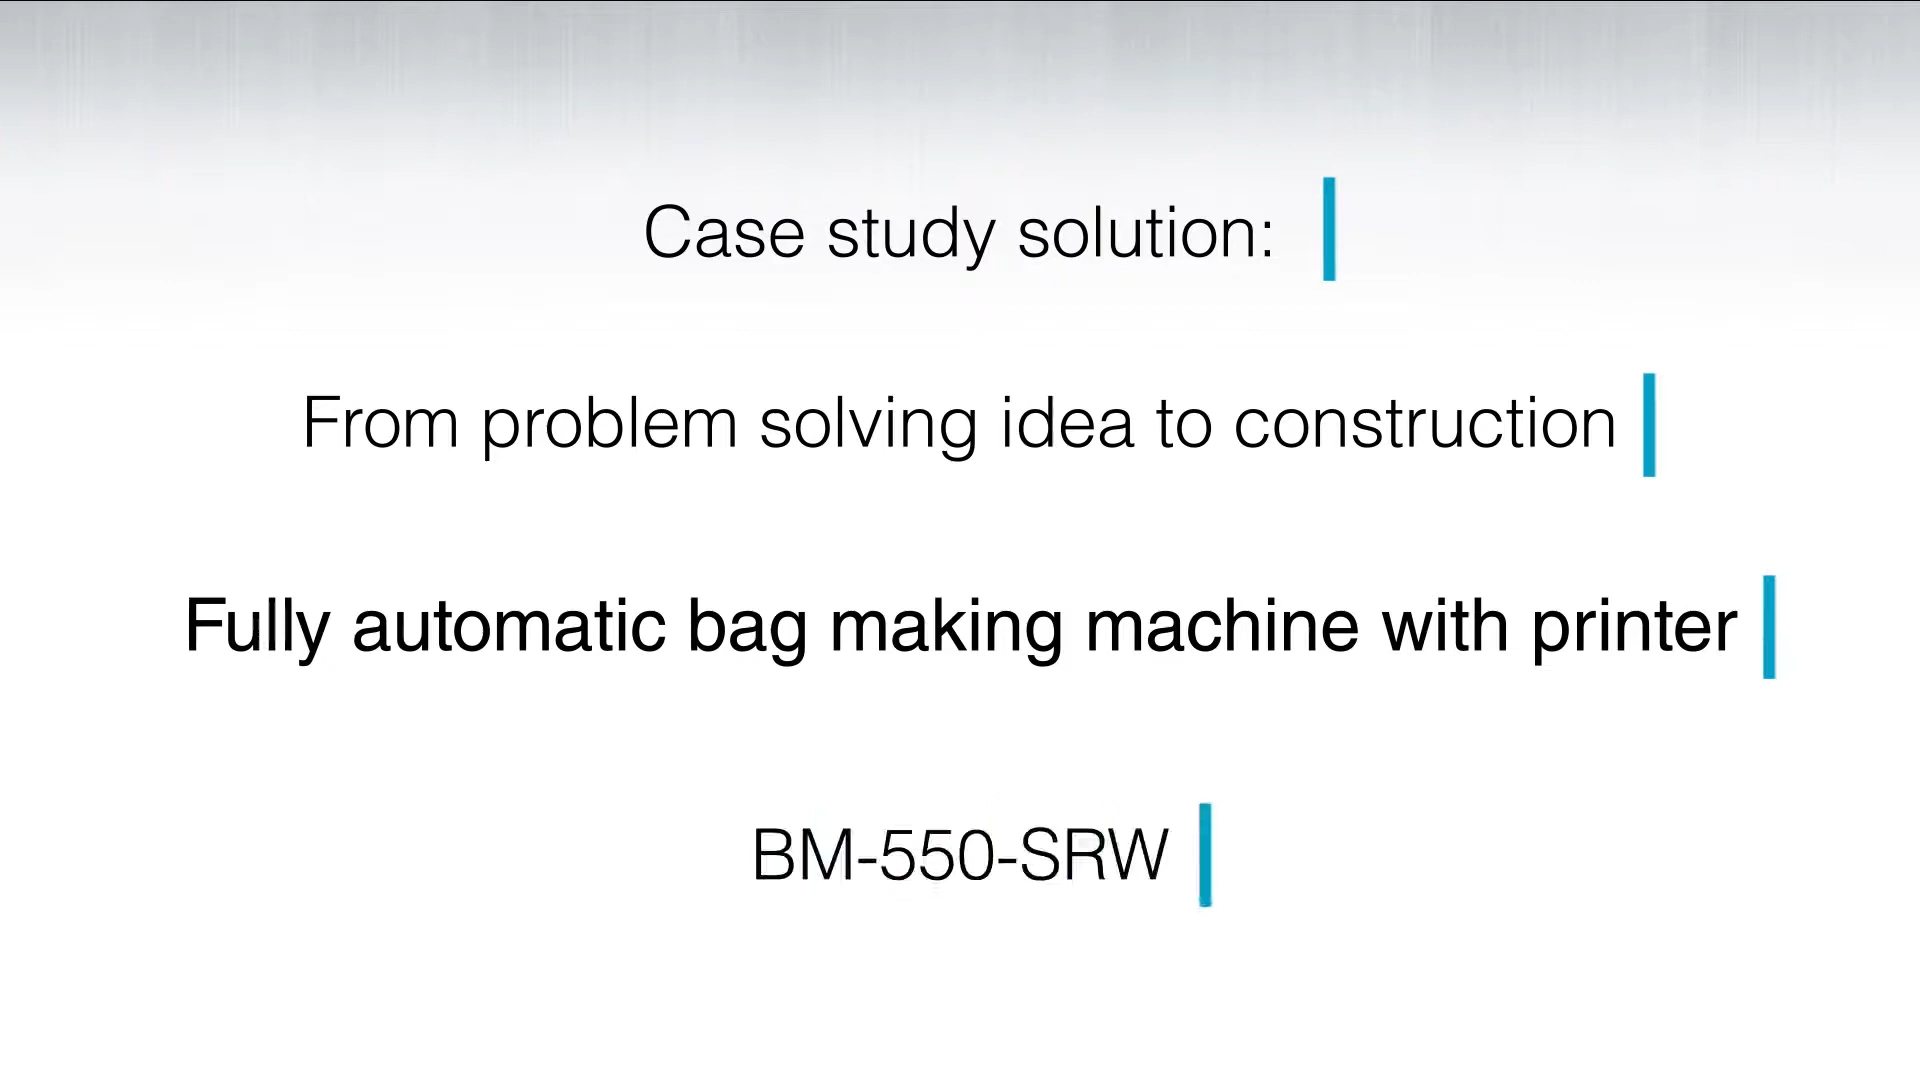 Case study solution:
From problem solving idea to construction
Fully automatic bag making machine with printer
BM-550-SRW